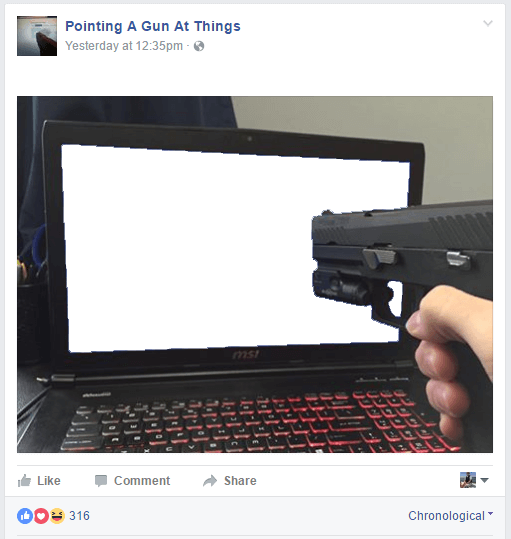 Pointing A Gun At Things
Yesterday at 12:35pm ·
msi
Like Comment Share
316 Chronological